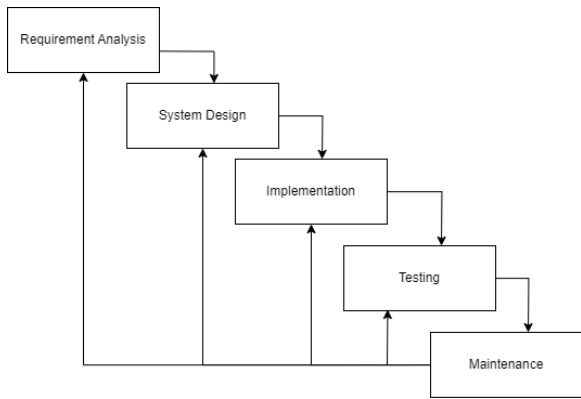 Requirement Analysis
System Design
Implementation
Testing
Maintenance